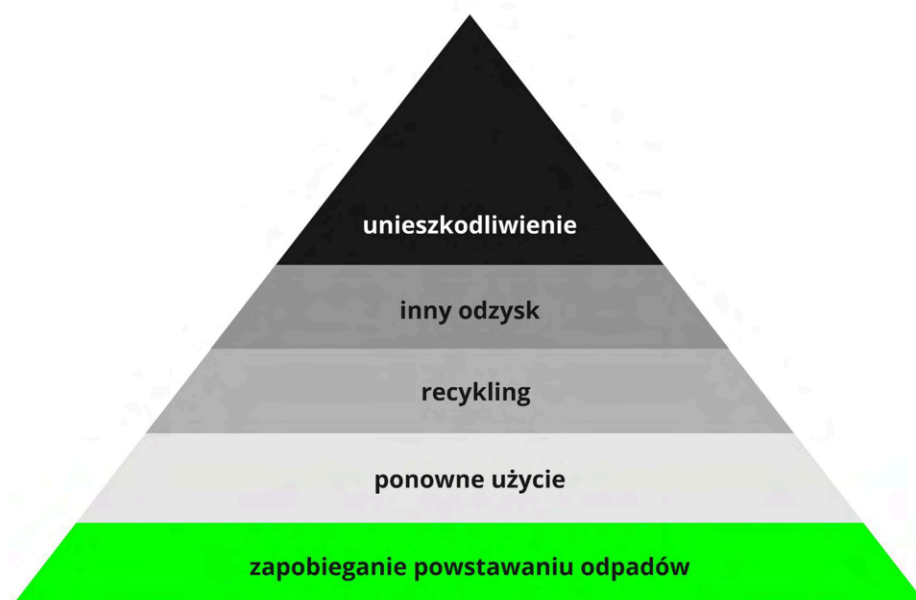 unieszkodliwienie
inny odzysk
recykling
ponowne użycie
zapobieganie powstawaniu odpadów